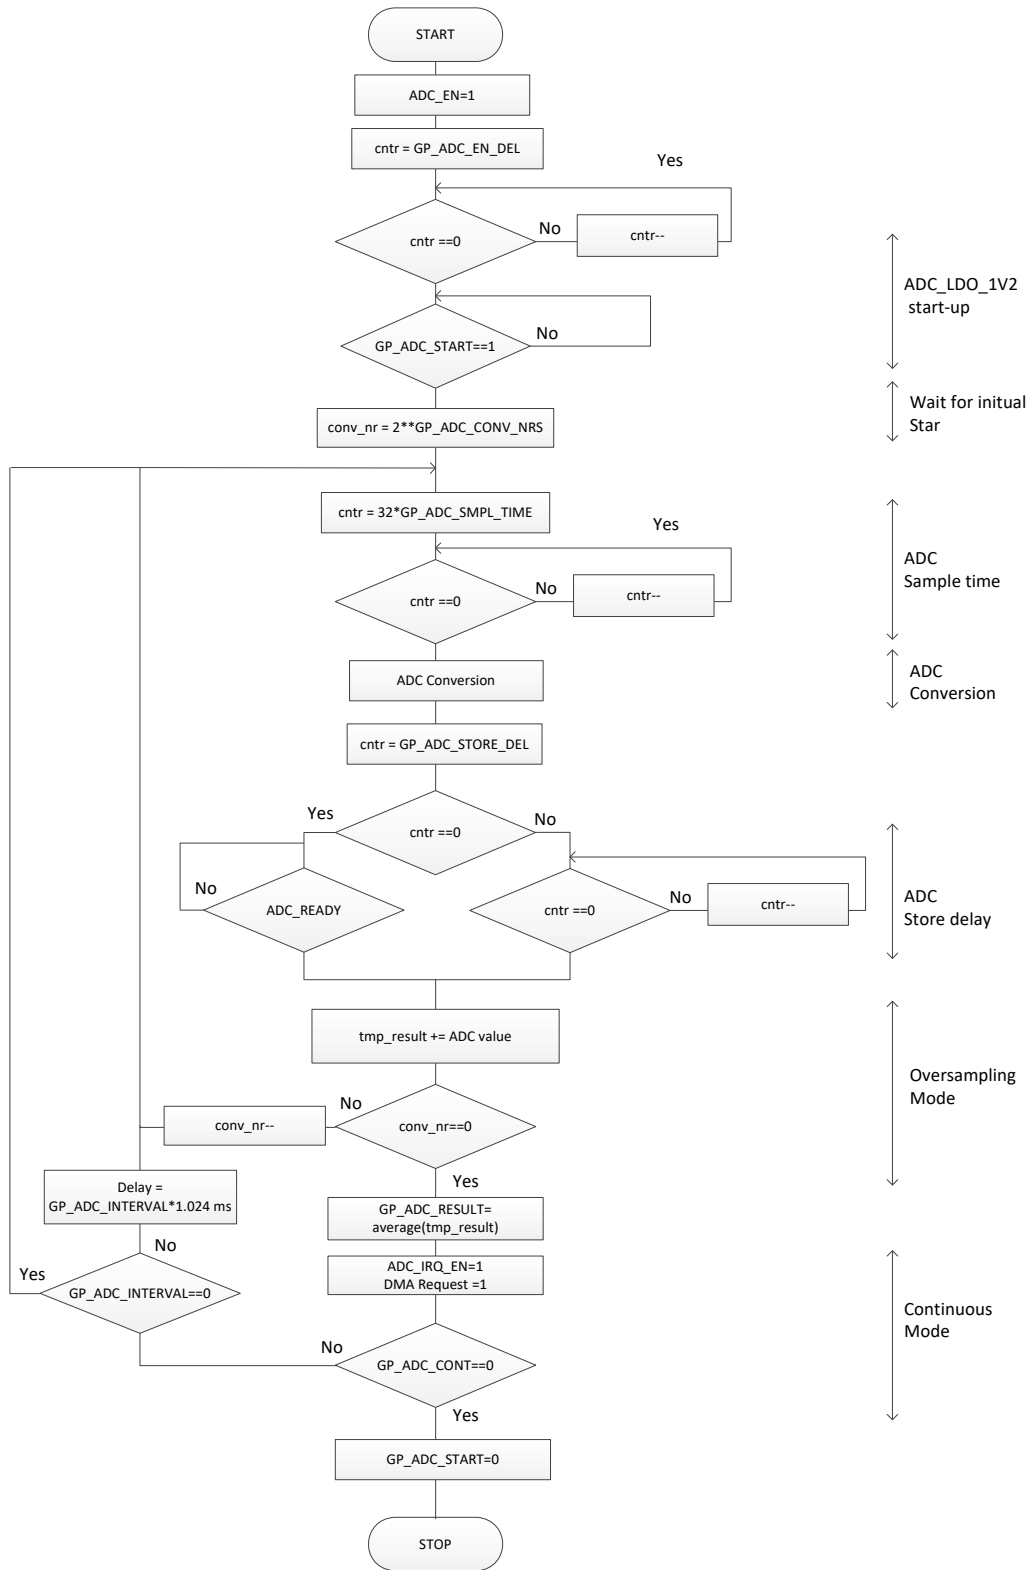 START
ADC_EN=1
cntr = GP_ADC_EN_DEL
Yes
cntr ==0
No
cntr--
ADC_LDO_1V2
start-up
GP_ADC_START==1
No
Wait for initual
Star
conv_nr = 2**GP_ADC_CONV_NRS
cntr = 32*GP_ADC_SMPL_TIME
Yes
cntr ==0
No
cntr--
ADC
Sample time
ADC Conversion
ADC
Conversion
cntr = GP_ADC_STORE_DEL
Yes
cntr ==0
No
No
ADC_READY
cntr ==0
No
cntr--
ADC
Store delay
tmp_result += ADC value
Oversampling
Mode
conv_nr--
No
conv_nr==0
Yes
Delay =
GP_ADC_INTERVAL*1.024 ms
GP_ADC_RESULT=
average(tmp_result)
No
Yes
GP_ADC_INTERVAL==0
ADC_IRQ_EN=1
DMA Request =1
Continuous
Mode
No
GP_ADC_CONT==0
Yes
GP_ADC_START=0
STOP